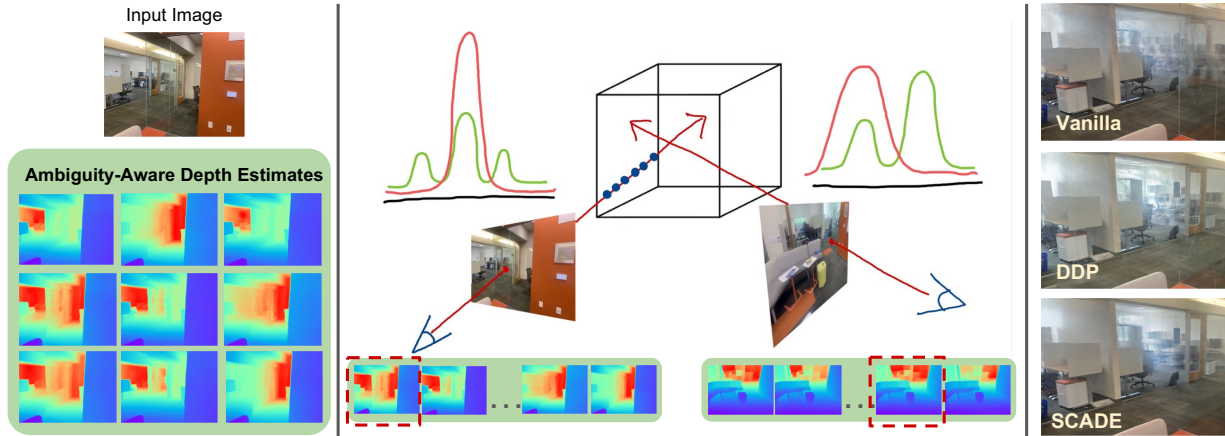 Input Image
Ambiguity-Aware Depth Estimates
...
...
Vanilla
DDP
SCADE